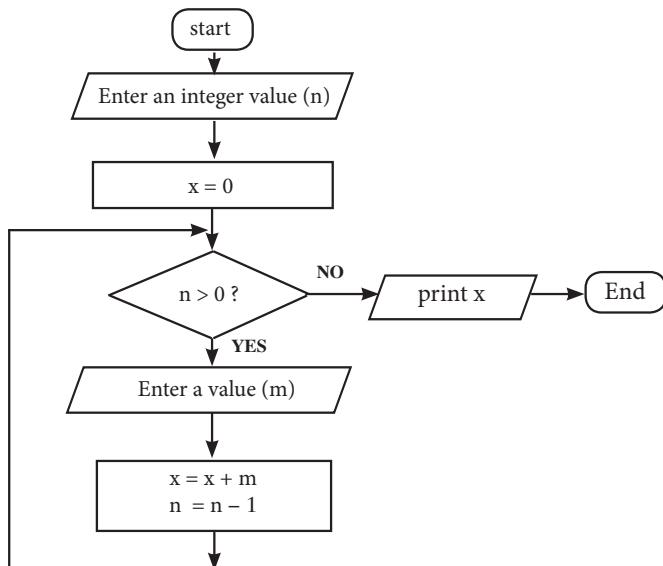 start
Enter an integer value (n)
x = 0
n > 0 ?
NO
print x
End
YES
Enter a value (m)
x = x + m
n = n – 1